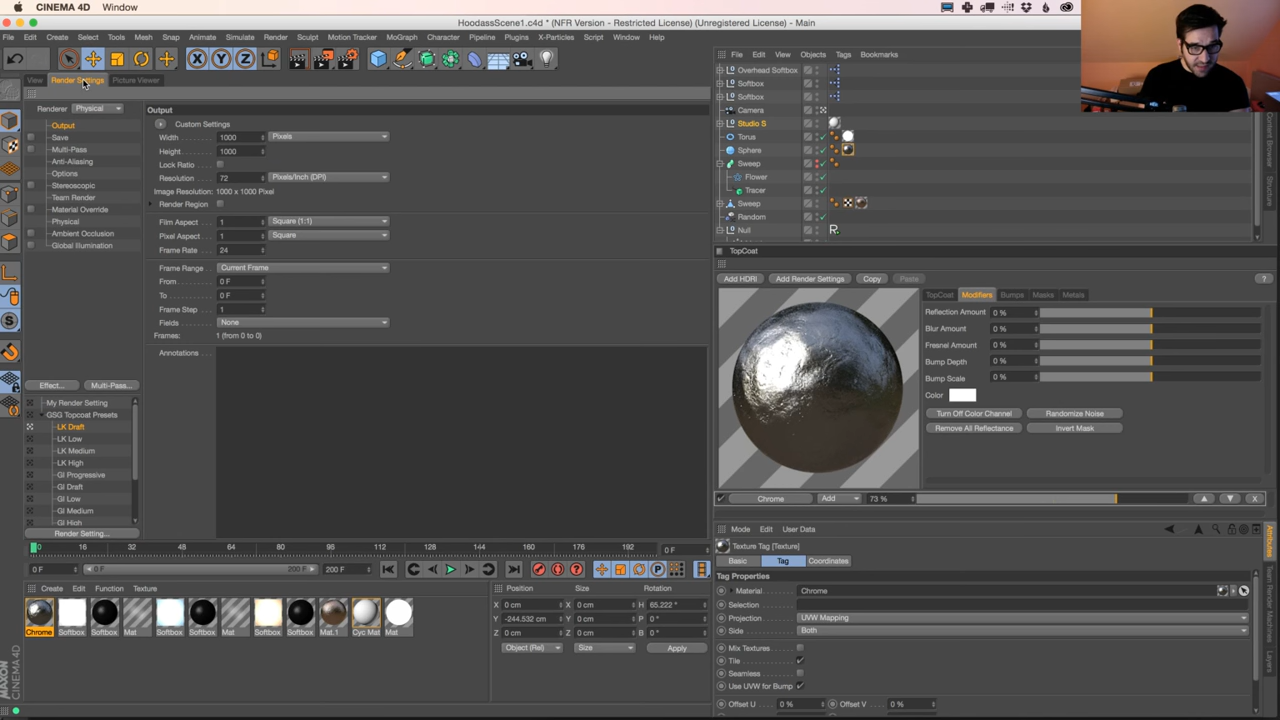 CINEMA 4D Window
HoodassScene1.c4d * (NFR Version - Restricted License) (Unregistered License) - Main
File Edit Create Select Tools Mesh Snap Animate Simulate Render Motion Tracker MoGraph Character Pipeline Plugins X-Particles Script Window Help
File Edit View Objects Tags Bookmarks
X Y Z
View Render Settings Picture Viewer
Renderer Physical
Output
Save
Multi-Pass
Anti-Aliasing
Options
Stereoscopic
Team Render
Material Override
Physical
Ambient Occlusion
Global Illumination
Effect... Multi-Pass...
My Render Setting
GSG Topcoat Presets
LK Draft
LK Low
LK Medium
LK High
GI Progressive
GI Draft
GI Low
GI Medium
GI High
Render Setting...
Output
Custom Settings
Width 1000 Pixels
Height 1000
Lock Ratio
Resolution 72 Pixels/Inch (DPI)
Image Resolution: 1000 x 1000 Pixel
Render Region
Film Aspect 1 Square (1:1)
Pixel Aspect 1 Square
Frame Rate 24
Frame Range Current Frame
From 0 F
To 0 F
Frame Step 1
Fields None
Frames: 1 (from 0 to 0)
Annotations
Overhead Softbox
Softbox
Softbox
Camera
Studio S
Torus
Sphere
Sweep
Flower
Tracer
Sweep
Random
Null
Content Browser
Structure
TopCoat
Add HDRI Add Render Settings Copy Paste ?
TopCoat Modifiers Bumps Masks Metals
Reflection Amount 0 %
Blur Amount 0 %
Fresnel Amount 0 %
Bump Depth 0 %
Bump Scale 0 %
Color
Turn Off Color Channel Randomize Noise
Remove All Reflectance Invert Mask
Chrome Add 73 % X
0 16 32 48 64 80 96 112 128 144 160 176 192 0 F
0 F 0 F 200 F 200 F
Create Edit Function Texture
Chrome Softbox Softbox Mat Softbox Softbox Mat Softbox Softbox Mat.1 Cyc Mat Mat
Position Size Rotation
X 0 cm X 0 cm H 65.222 °
Y -244.532 cm Y 0 cm P 0 °
Z 0 cm Z 0 cm B 0 °
Object (Rel) Size Apply
Mode Edit User Data
Texture Tag [Texture]
Basic Tag Coordinates
Tag Properties
Material Chrome
Selection
Projection UVW Mapping
Side Both
Mix Textures
Tile
Seamless
Use UVW for Bump
Offset U 0 % Offset V 0 %
Attributes
Team Render Machines
Layers
MAXON
CINEMA 4D